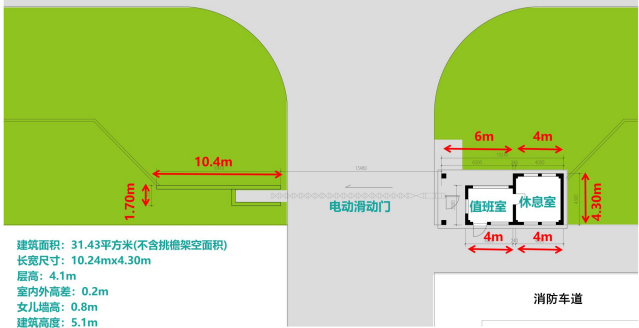 6m
4m
10.4m
1.70m
电动滑动门
值班室
休息室
4.30m
4m
4m
建筑面积：31.43平方米(不含挑檐架空面积)
长宽尺寸：10.24mx4.30m
层高：4.1m
室内外高差：0.2m
女儿墙高：0.8m
建筑高度：5.1m
消防车道